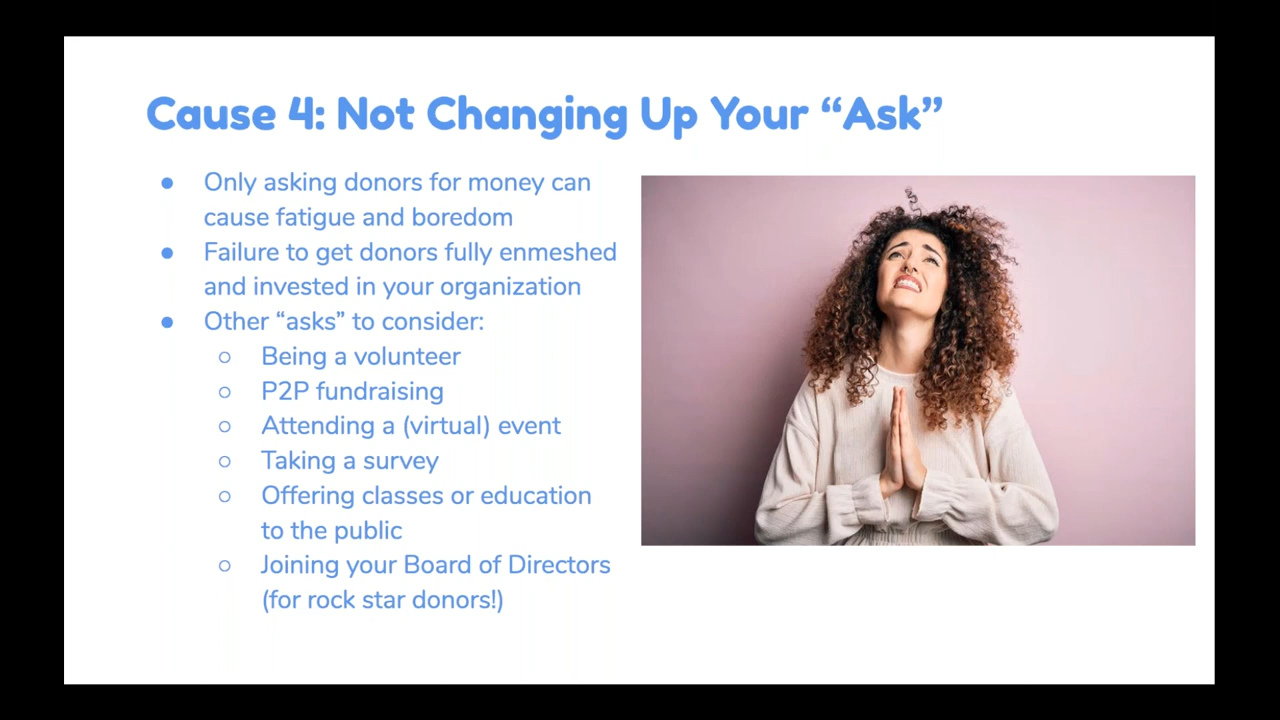 Cause 4: Not Changing Up Your “Ask”
● Only asking donors for money can
cause fatigue and boredom
● Failure to get donors fully enmeshed
and invested in your organization
● Other “asks” to consider:
○ Being a volunteer
○ P2P fundraising
○ Attending a (virtual) event
○ Taking a survey
○ Offering classes or education
to the public
○ Joining your Board of Directors
(for rock star donors!)